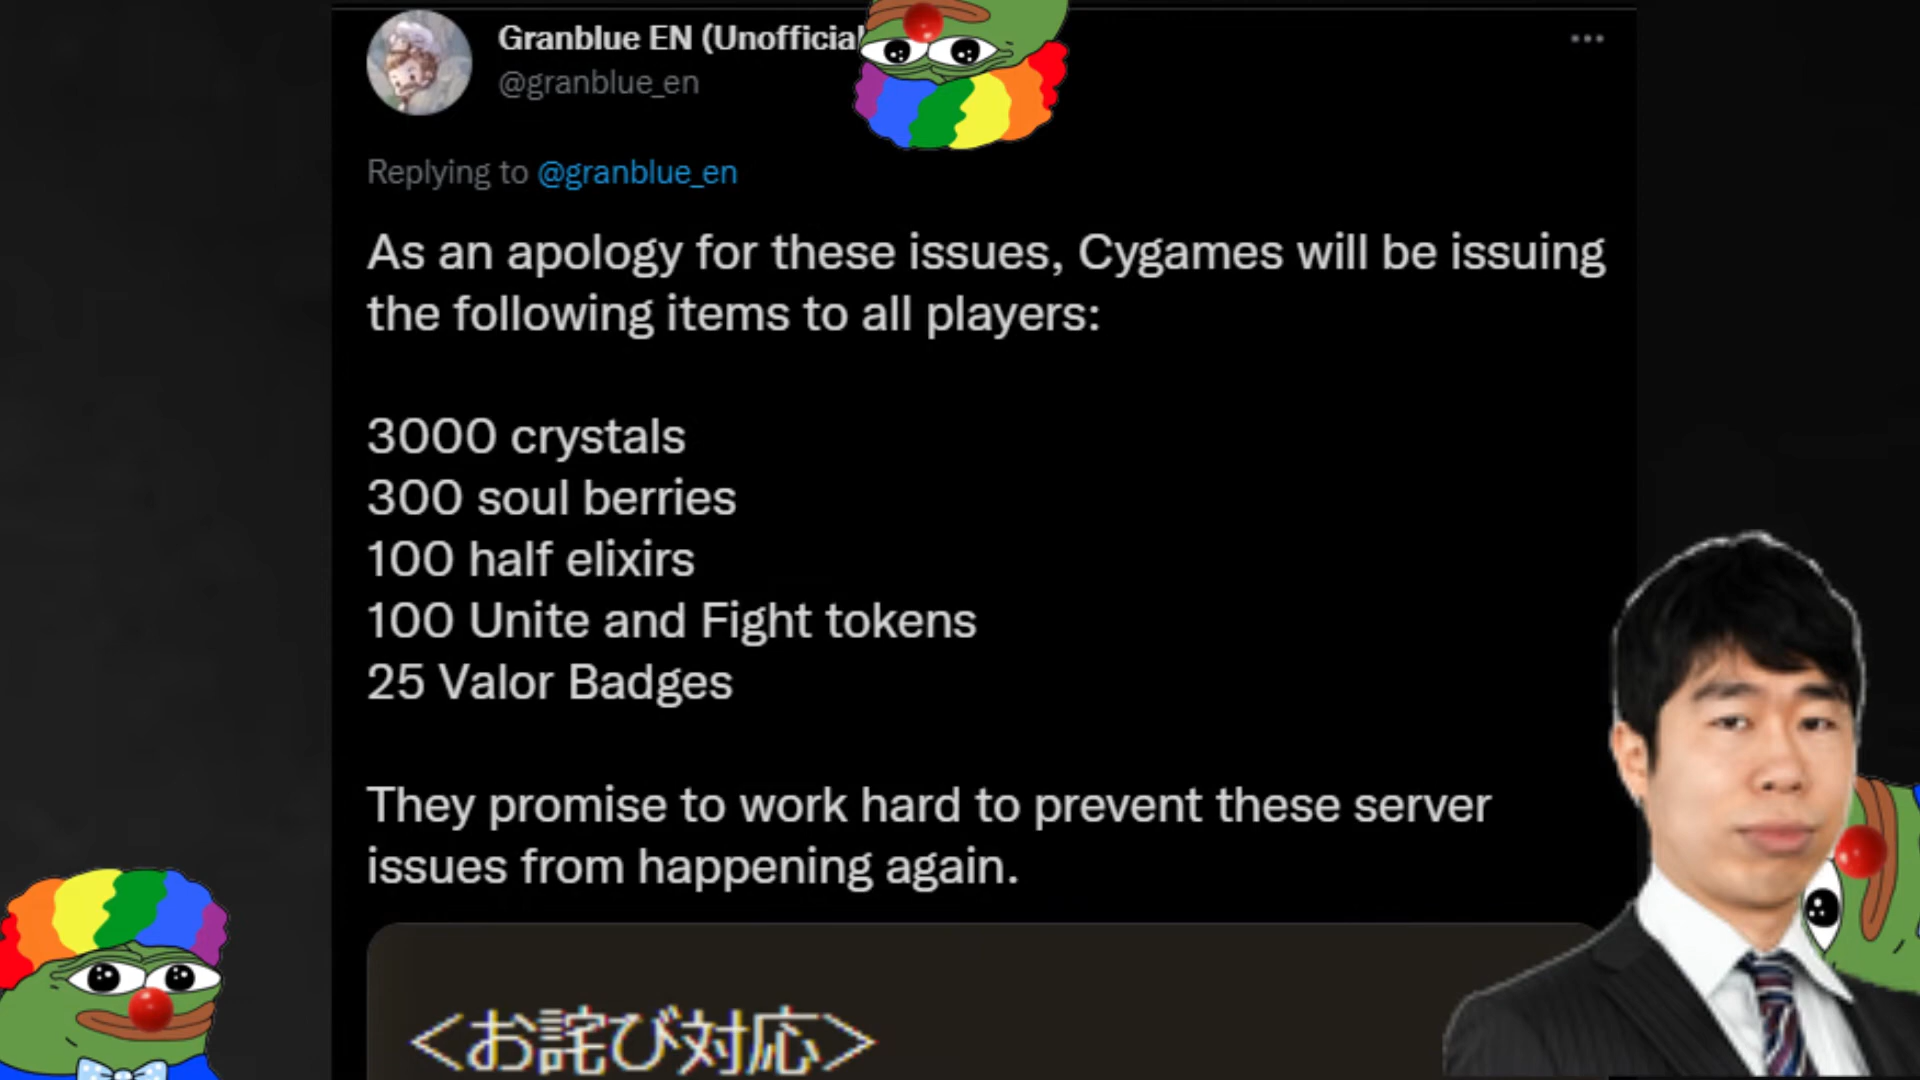 Granblue EN (Unofficial
@granblue_en
Replying to @granblue_en
As an apology for these issues, Cygames will be issuing
the following items to all players:
3000 crystals
300 soul berries
100 half elixirs
100 Unite and Fight tokens
25 Valor Badges
They promise to work hard to prevent these server
issues from happening again.
<お詫び対応>